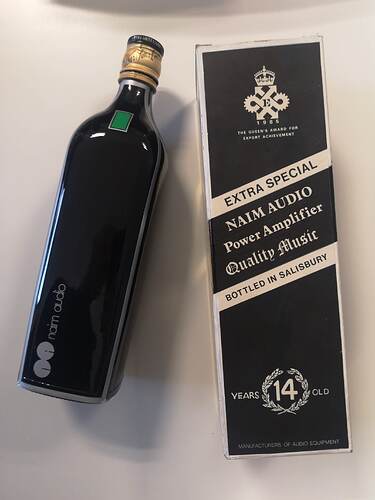 naim audio
E
1985
THE QUEEN'S AWARD FOR
EXPORT ACHIEVEMENT
EXTRA SPECIAL
NAIM AUDIO
Power Amplifier
Quality Music
BOTTLED IN SALISBURY
YEARS 14 OLD
MANUFACTURERS OF AUDIO EQUIPMENT